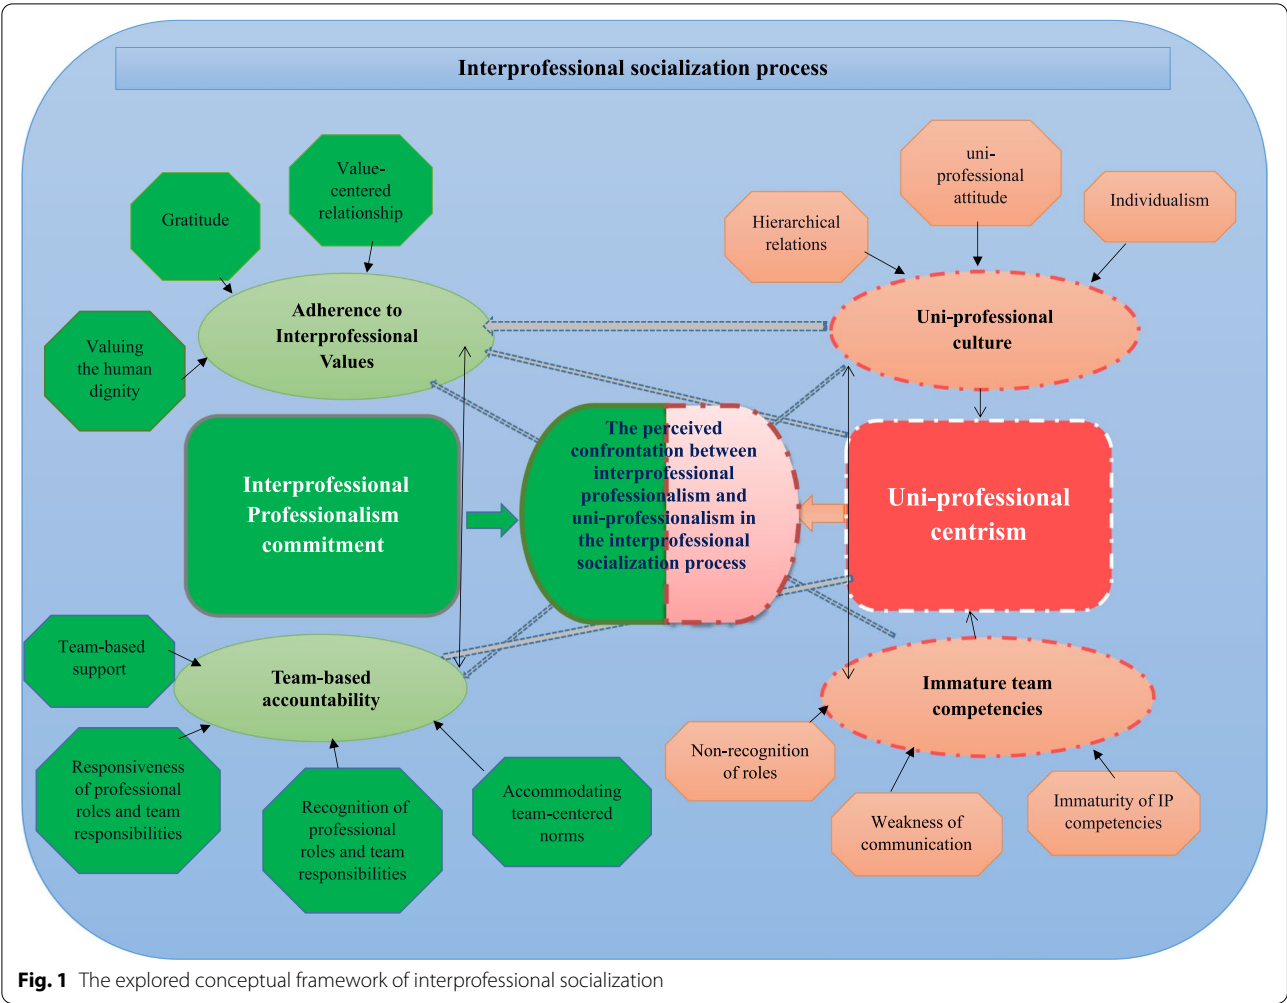 Interprofessional socialization process
Value-
centered
relationship
Gratitude
Valuing
the human
dignity
Adherence to
Interprofessional
Values
uni-
professional
attitude
Hierarchical
relations
Individualism
Uni-professional
culture
Interprofessional
Professionalism
commitment
The perceived
confrontation between
interprofessional
professionalism and
uni-professionalism in
the interprofessional
socialization process
Uni-professional
centrism
Team-based
support
Team-based
accountability
Responsiveness
of professional
roles and team
responsibilities
Recognition of
professional
roles and team
responsibilities
Accommodating
team-centered
norms
Immature team
competencies
Non-recognition
of roles
Weakness of
communication
Immaturity of IP
competencies
Fig. 1 The explored conceptual framework of interprofessional socialization